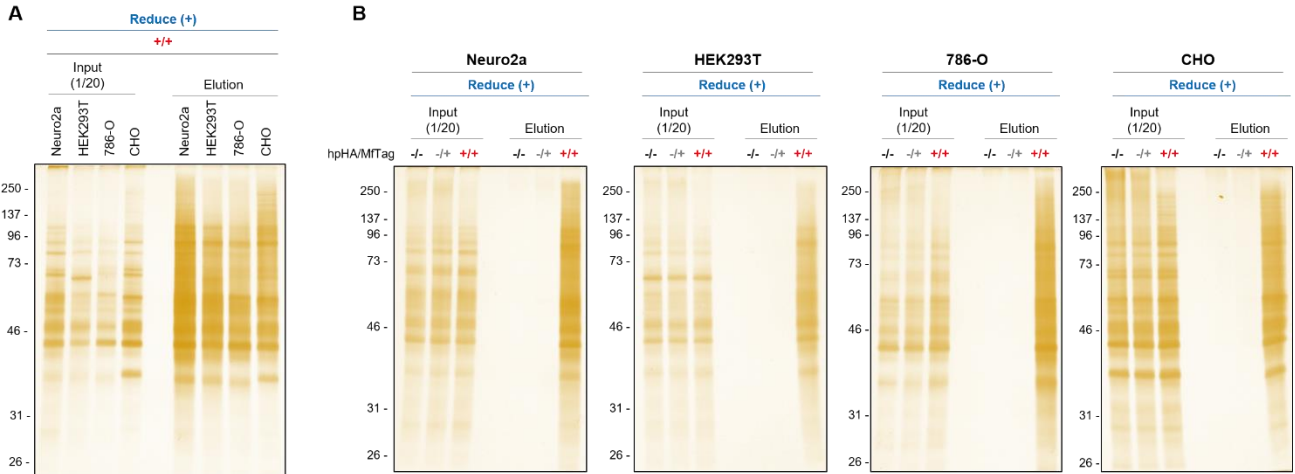 A
Reduce (+)
+/+
Input
(1/20)
Elution
Neuro2a
HEK293T
786-O
CHO
Neuro2a
HEK293T
786-O
CHO
250 -
137 -
96 -
73 -
46 -
31 -
26 -
B
Neuro2a
Reduce (+)
Input
(1/20)
Elution
hpHA/MfTag -/- -/+ +/+ -/- -/+ +/+
250 -
137 -
96 -
73 -
46 -
31 -
26 -
HEK293T
Reduce (+)
Input
(1/20)
Elution
-/- -/+ +/+ -/- -/+ +/+
250 -
137 -
96 -
73 -
46 -
31 -
26 -
786-O
Reduce (+)
Input
(1/20)
Elution
-/- -/+ +/+ -/- -/+ +/+
250 -
137 -
96 -
73 -
46 -
31 -
26 -
CHO
Reduce (+)
Input
(1/20)
Elution
-/- -/+ +/+ -/- -/+ +/+
250 -
137 -
96 -
73 -
46 -
31 -
26 -